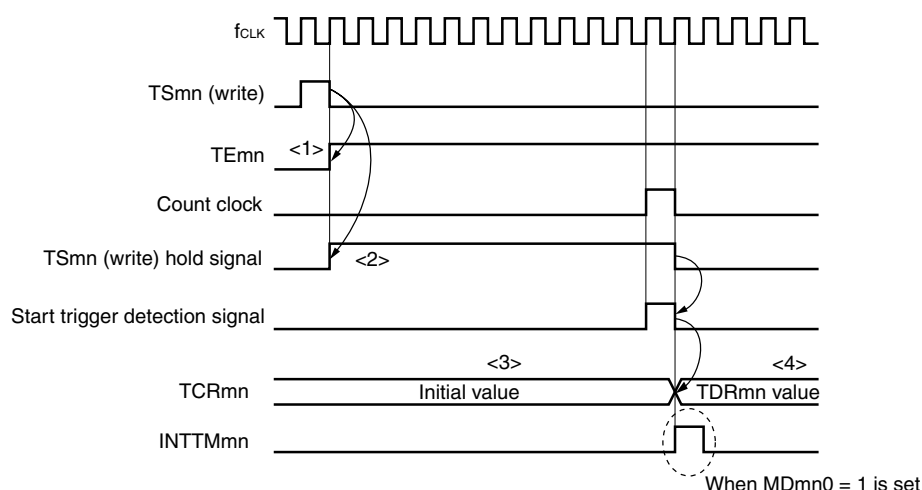 fCLK
TSmn (write)
<1>
TEmn
Count clock
TSmn (write) hold signal
<2>
Start trigger detection signal
<3>
<4>
TCRmn
Initial value
TDRmn value
INTTMmn
When MDmn0 = 1 is set